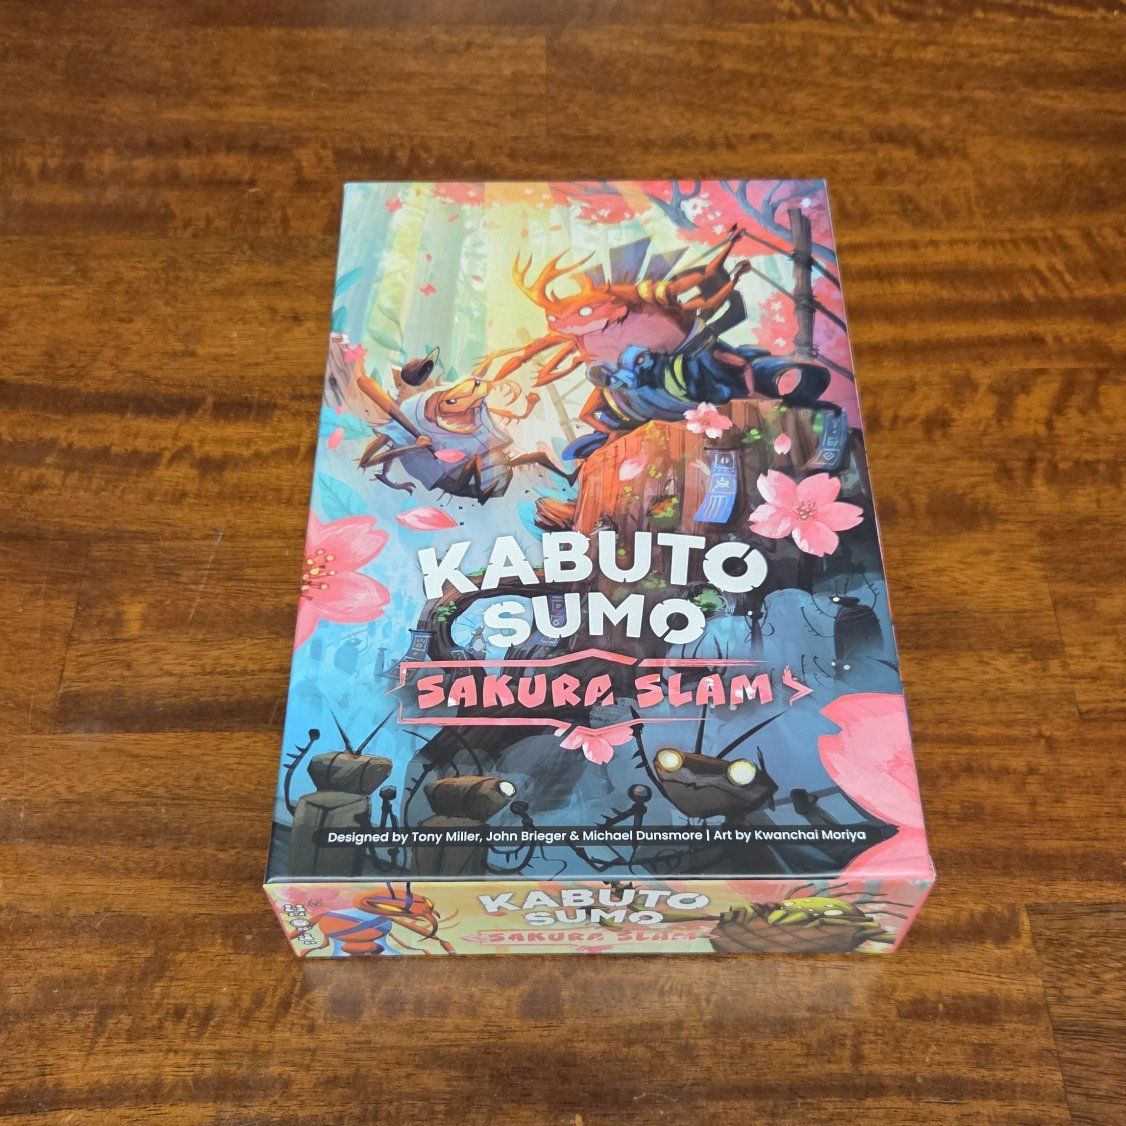 KABUTO
SUMO
SAKURA SLAM
Designed by Tony Miller, John Brieger & Michael Dunsmore | Art by Kwanchai Moriya
KABUTO
SUMO
SAKURA SLAM